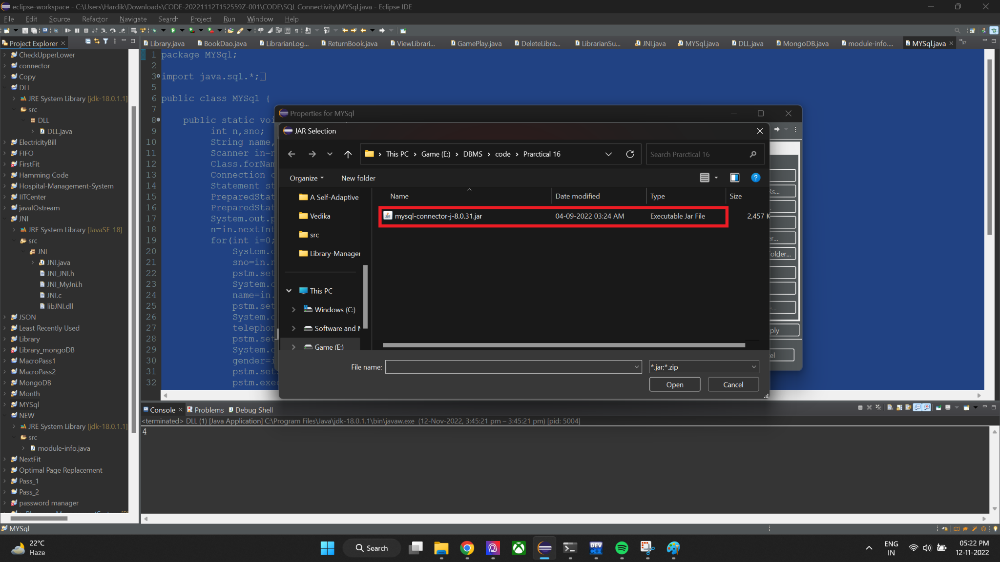 eclipse-workspace - C:\Users\Hardik\Downloads\CODE-20221112T152559Z-001\CODE\SQL Connectivity\MYSql.java - Eclipse IDE
File Edit Source Refactor Navigate Search Project Run Window Help
Project Explorer
Library.java BookDao.java LibrarianLog... ReturnBook.java ViewLibrari... GamePlay.java DeleteLibra... LibrarianSu... JNI.java MYSql.java DLL.java MongoDB.java module-info.... MYSql.java 37
CheckUpperLower
connector
Copy
DLL
JRE System Library [jdk-18.0.1.1]
src
DLL
DLL.java
ElectricityBill
FIFO
FirstFit
Hamming Code
Hospital-Management-System
IITCenter
javaIOstream
JNI
JRE System Library [JavaSE-18]
src
JNI
JNI.java
JNI_JNI.h
JNI_MyJni.h
JNI.c
libJNI.dll
JSON
Least Recently Used
Library
Library_mongoDB
MacroPass1
MacroPass2
MongoDB
Month
MYSql
NEW
JRE System Library [jdk-18.0.1.1]
src
module-info.java
NextFit
Optimal Page Replacement
Pass_1
Pass_2
password manager
1 package MYSql;
2
3 import java.sql.*;
5
6 public class MYSql {
7
8 public static voi
9 int n,sno;
10 String name,
11 Scanner in=n
12 Class.forNam
13 Connection c
14 Statement st
15 PreparedStat
16 PreparedStat
17 System.out.p
18 n=in.nextInt
19 for(int i=0;
20 System.o
21 sno=in.n
22 pstm.set
23 System.o
24 name=in.
25 pstm.set
26 System.o
27 telephon
28 pstm.set
29 System.o
30 gender=i
31 pstm.set
32 pstm.exec
Properties for MYSql
JAR Selection
This PC Game (E:) DBMS code Prarctical 16
Search Prarctical 16
Organize New folder
Name Date modified Type Size
mysql-connector-j-8.0.31.jar 04-09-2022 03:24 AM Executable Jar File 2,457 K
A Self-Adaptive
Vedika
src
Library-Manager
This PC
Windows (C:)
Software and
Game (E:)
File name:
*.jar;*.zip
Open Cancel
older...
ply
el
Console Problems Debug Shell
<terminated> DLL (1) [Java Application] C:\Program Files\Java\jdk-18.0.1.1\bin\javaw.exe (12-Nov-2022, 3:45:21 pm – 3:45:21 pm) [pid: 5004]
4
MYSql
22°C
Haze
Search
DEV
ENG
IN
05:22 PM
12-11-2022